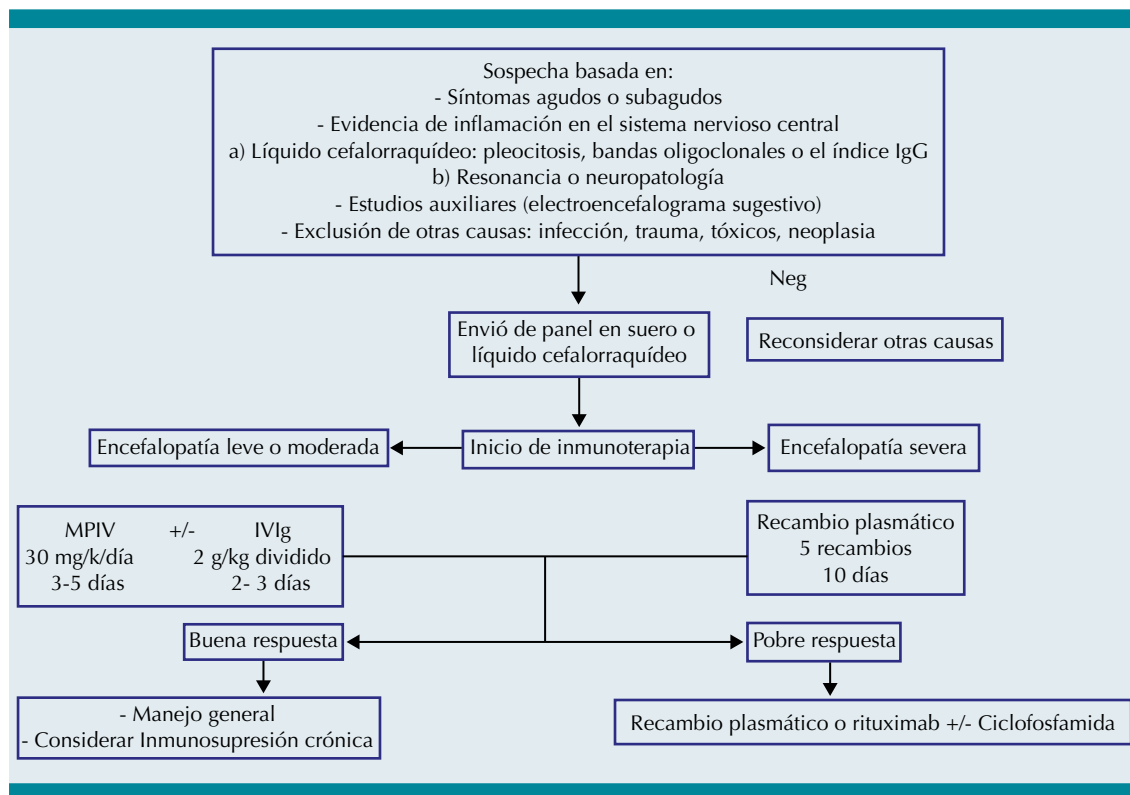 Sospecha basada en:
- Síntomas agudos o subagudos
- Evidencia de inflamación en el sistema nervioso central
a) Líquido cefalorraquídeo: pleocitosis, bandas oligoclonales o el índice IgG
b) Resonancia o neuropatología
- Estudios auxiliares (electroencefalograma sugestivo)
- Exclusión de otras causas: infección, trauma, tóxicos, neoplasia
Neg
Envió de panel en suero o
líquido cefalorraquídeo
Reconsiderar otras causas
Encefalopatía leve o moderada
Inicio de inmunoterapia
Encefalopatía severa
MPIV +/- IVIg
30 mg/k/día 2 g/kg dividido
3-5 días 2- 3 días
Recambio plasmático
5 recambios
10 días
Buena respuesta
Pobre respuesta
- Manejo general
- Considerar Inmunosupresión crónica
Recambio plasmático o rituximab +/- Ciclofosfamida